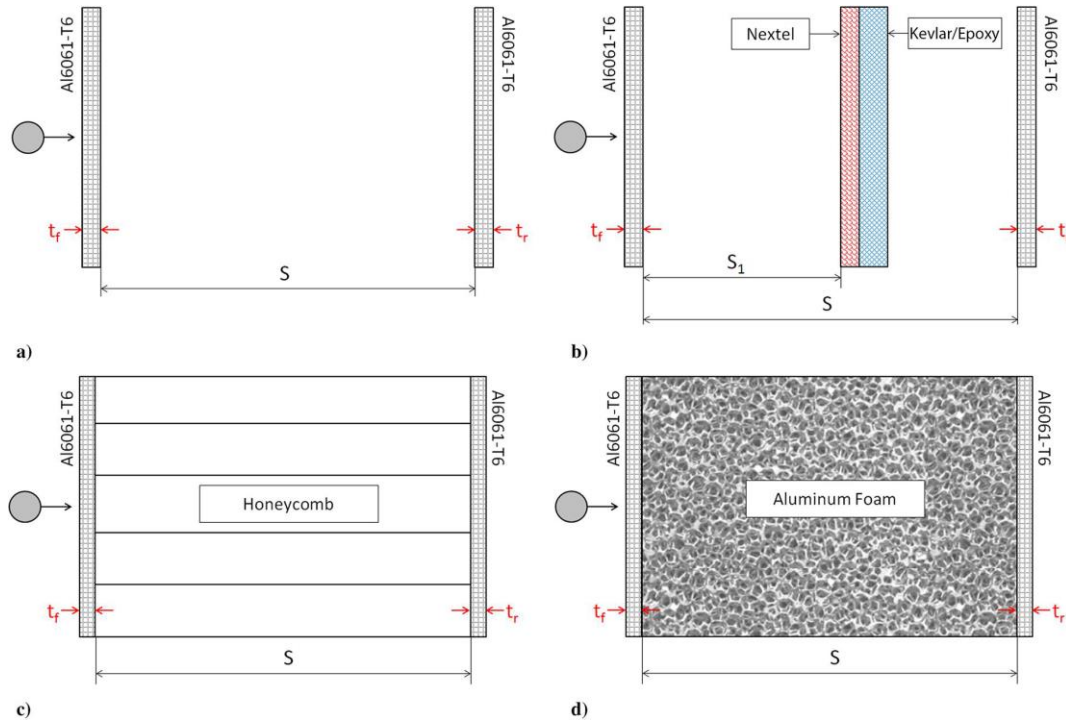 Al6061-T6
Al6061-T6
t_f
t_r
S
a)
Al6061-T6
Nextel
Kevlar/Epoxy
Al6061-T6
t_f
t
S₁
S
b)
Al6061-T6
Al6061-T6
Honeycomb
t_f
t_r
S
c)
Al6061-T6
Al6061-T6
Aluminum Foam
t_f
t_r
S
d)